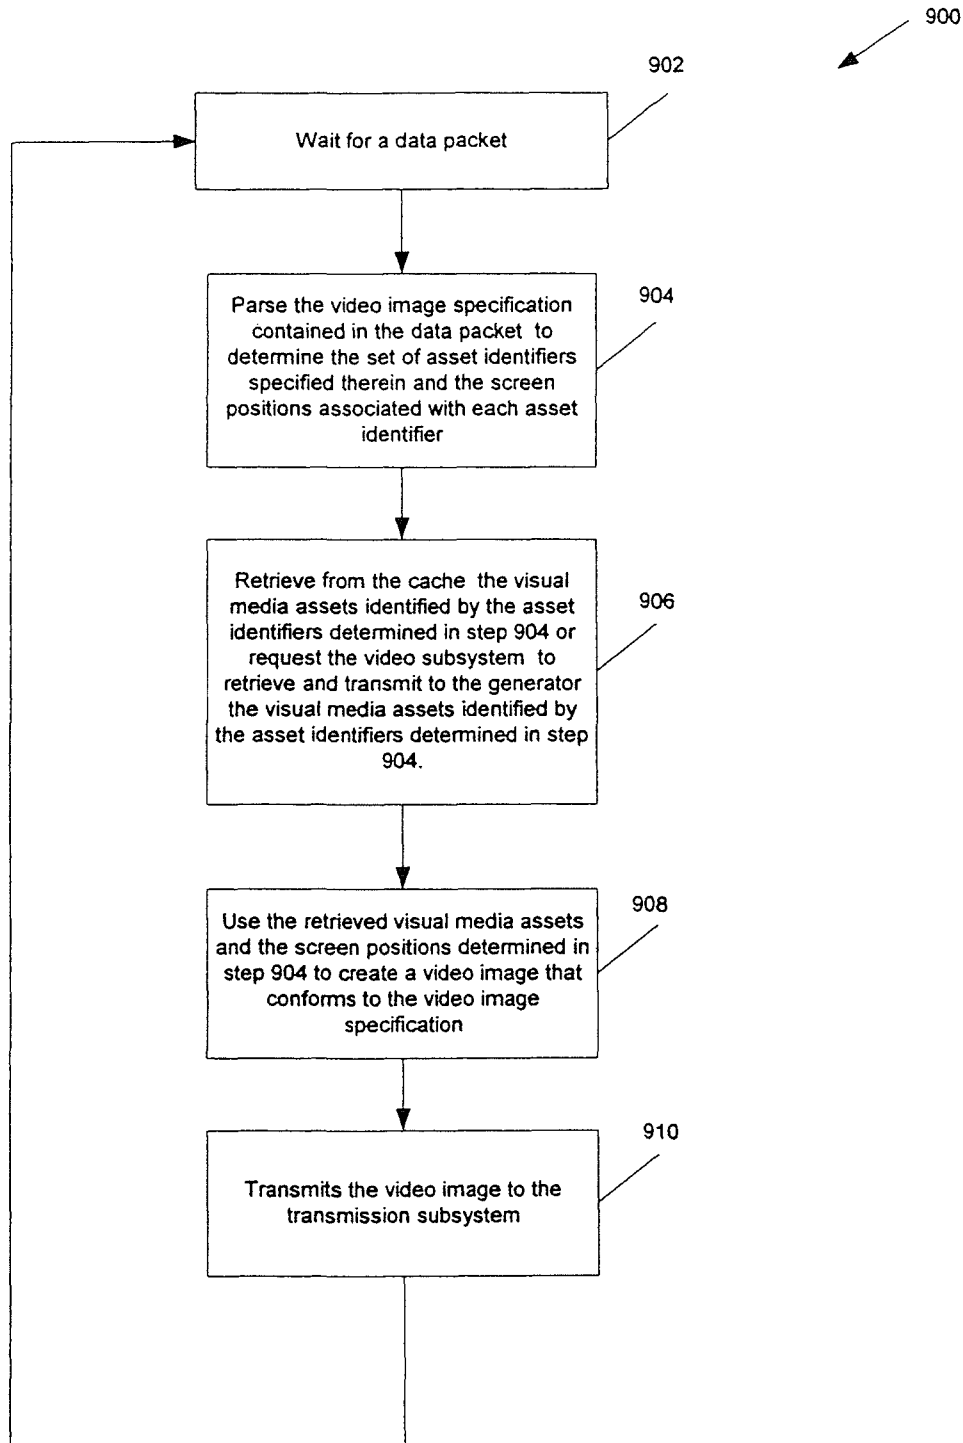 900
902
Wait for a data packet
904
Parse the video image specification
contained in the data packet to
determine the set of asset identifiers
specified therein and the screen
positions associated with each asset
identifier
906
Retrieve from the cache the visual
media assets identified by the asset
identifiers determined in step 904 or
request the video subsystem to
retrieve and transmit to the generator
the visual media assets identified by
the asset identifiers determined in step
904.
908
Use the retrieved visual media assets
and the screen positions determined in
step 904 to create a video image that
conforms to the video image
specification
910
Transmits the video image to the
transmission subsystem